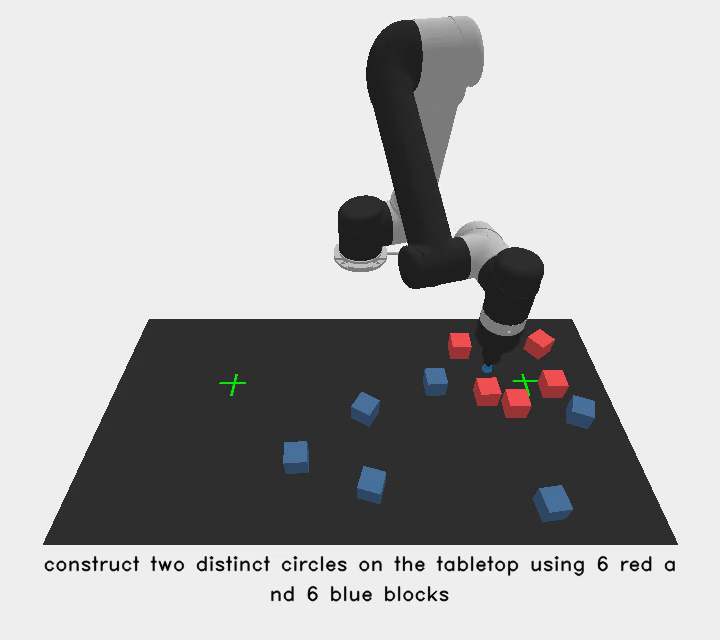 construct two distinct circles on the tabletop using 6 red a
nd 6 blue blocks